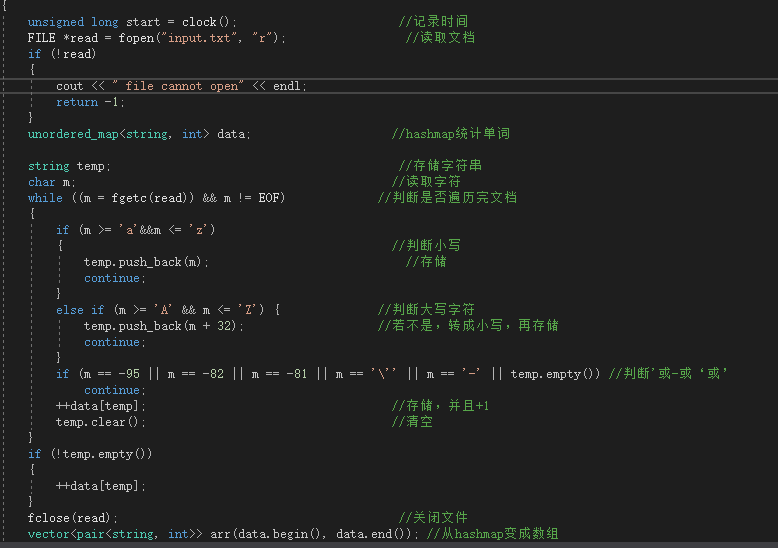 {
unsigned long start = clock(); //记录时间
FILE *read = fopen("input.txt", "r"); //读取文档
if (!read)
{
cout << " file cannot open" << endl;
return -1;
}
unordered_map<string, int> data; //hashmap统计单词
string temp; //存储字符串
char m; //读取字符
while ((m = fgetc(read)) && m != EOF) //判断是否遍历完文档
{
if (m >= 'a'&&m <= 'z')
{ //判断小写
temp.push_back(m); //存储
continue;
}
else if (m >= 'A' && m <= 'Z') { //判断大写字符
temp.push_back(m + 32); //若不是，转成小写，再存储
continue;
}
if (m == -95 || m == -82 || m == -81 || m == '\'' || m == '-' || temp.empty()) //判断'或-或‘或’
continue;
++data[temp]; //存储，并且+1
temp.clear(); //清空
}
if (!temp.empty())
{
++data[temp];
}
fclose(read); //关闭文件
vector<pair<string, int>> arr(data.begin(), data.end()); //从hashmap变成数组